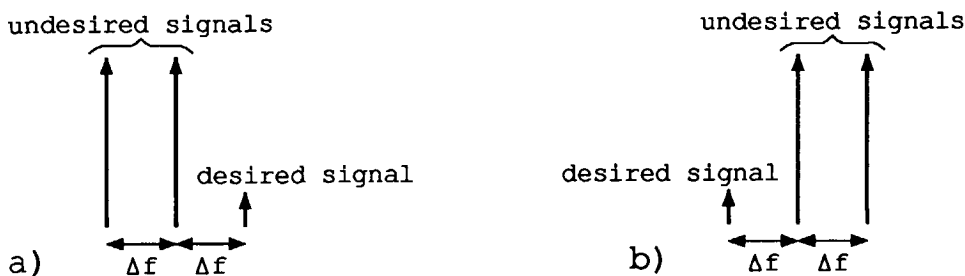 undesired signals
desired signal
Δf Δf
a)
undesired signals
desired signal
Δf Δf
b)